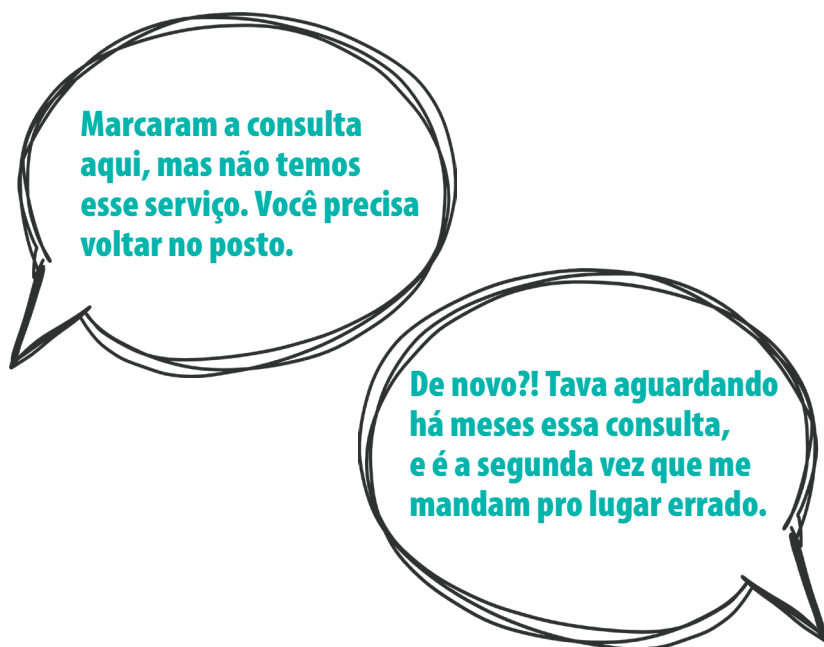 Marcaram a consulta
aqui, mas não temos
esse serviço. Você precisa
voltar no posto.
De novo?! Tava aguardando
há meses essa consulta,
e é a segunda vez que me
mandam pro lugar errado.